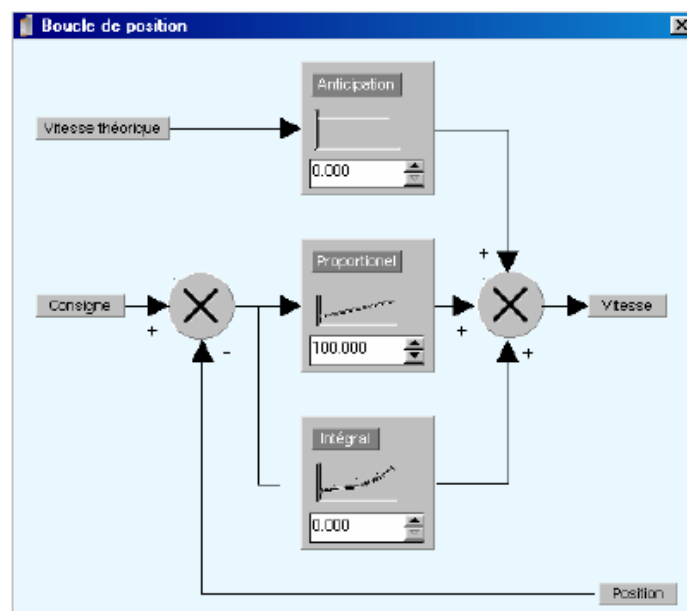 Boucle de position
Anticipation
Vitesse théorique
0.000
+
Proportionel
Consigne
+
-
100.000
+
+
Vitesse
Intégral
0.000
Position